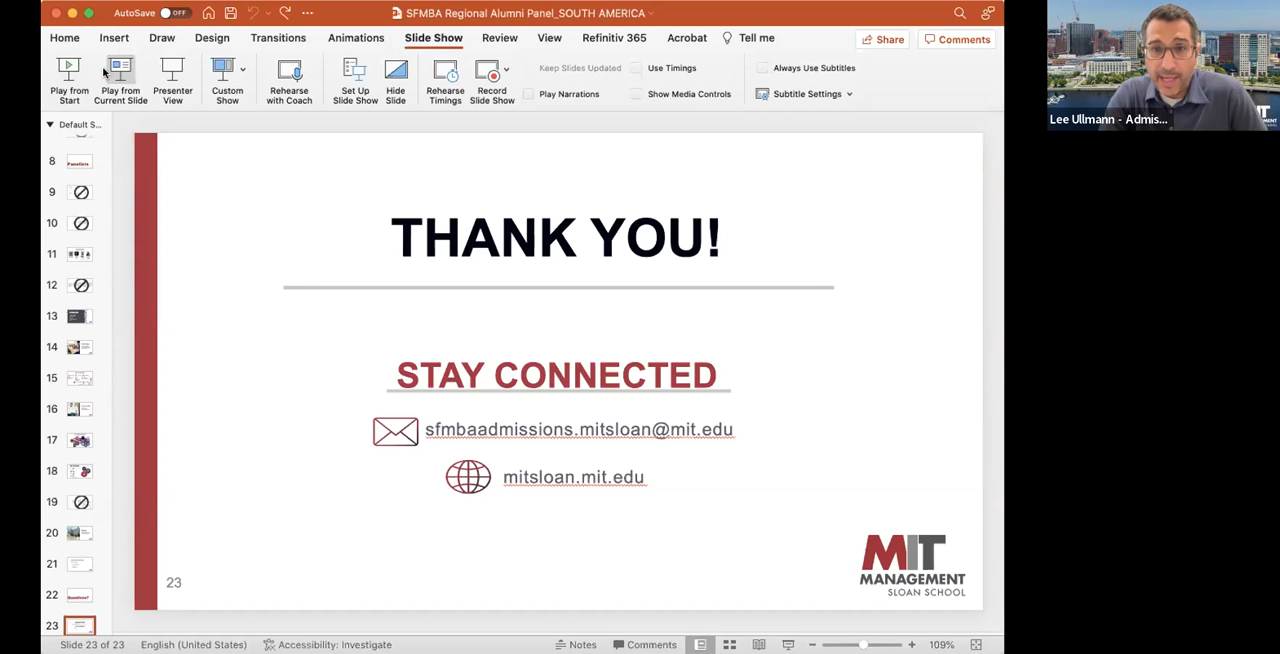 AutoSave OFF
SFMBA Regional Alumni Panel_SOUTH AMERICA
Home Insert Draw Design Transitions Animations Slide Show Review View Refinitiv 365 Acrobat Tell me
Share Comments
Play from Start
Play from Current Slide
Presenter View
Custom Show
Rehearse with Coach
Set Up Slide Show
Hide Slide
Rehearse Timings
Record Slide Show
Keep Slides Updated
Play Narrations
Use Timings
Show Media Controls
Always Use Subtitles
Subtitle Settings
Default S...
8
Panelists
9
10
11
12
13
14
15
16
17
18
19
20
21
22
Questions?
23
THANK YOU!
STAY CONNECTED
sfmbaadmissions.mitsloan@mit.edu
mitsloan.mit.edu
23
MIT
MANAGEMENT
SLOAN SCHOOL
Slide 23 of 23 English (United States) Accessibility: Investigate Notes Comments 109%
Lee Ullmann - Admis...